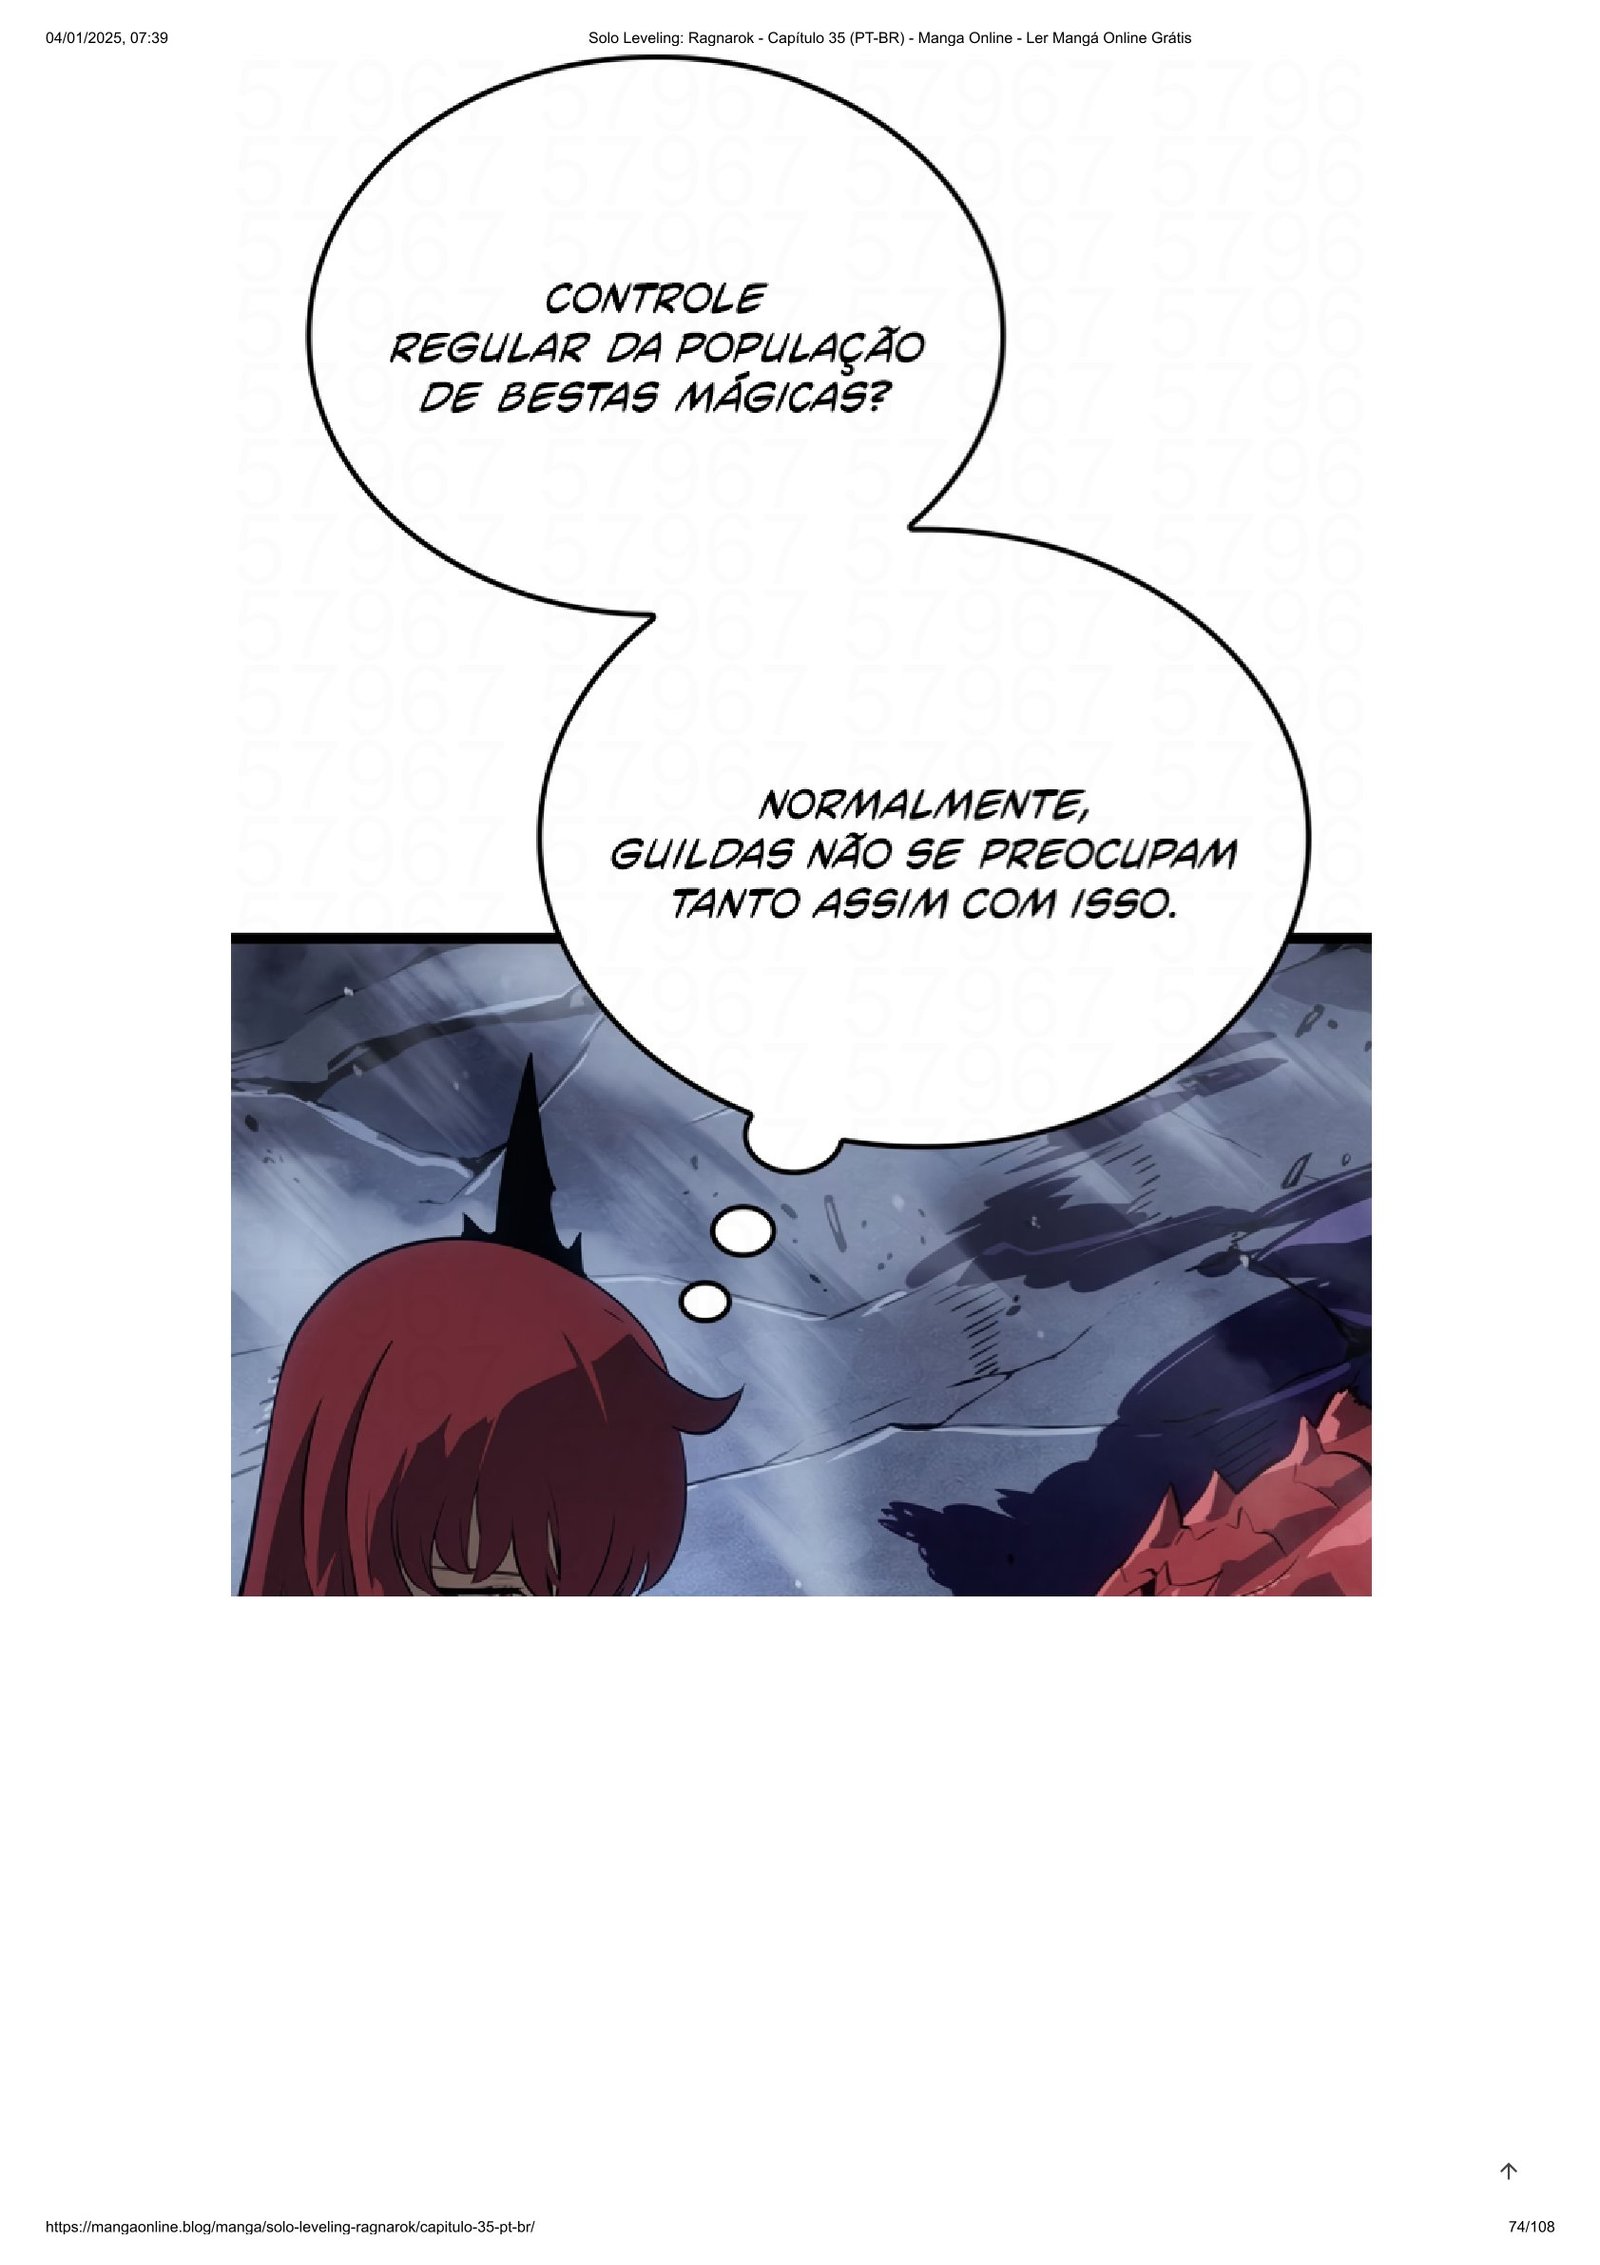 04/01/2025, 07:39
Solo Leveling: Ragnarok - Capítulo 35 (PT-BR) - Manga Online - Ler Mangá Online Grátis
CONTROLE
REGULAR DA POPULAÇÃO
DE BESTAS MÁGICAS?
NORMALMENTE,
GUILDAS NÃO SE PREOCUPAM
TANTO ASSIM COM ISSO.
https://mangaonline.blog/manga/solo-leveling-ragnarok/capitulo-35-pt-br/
74/108